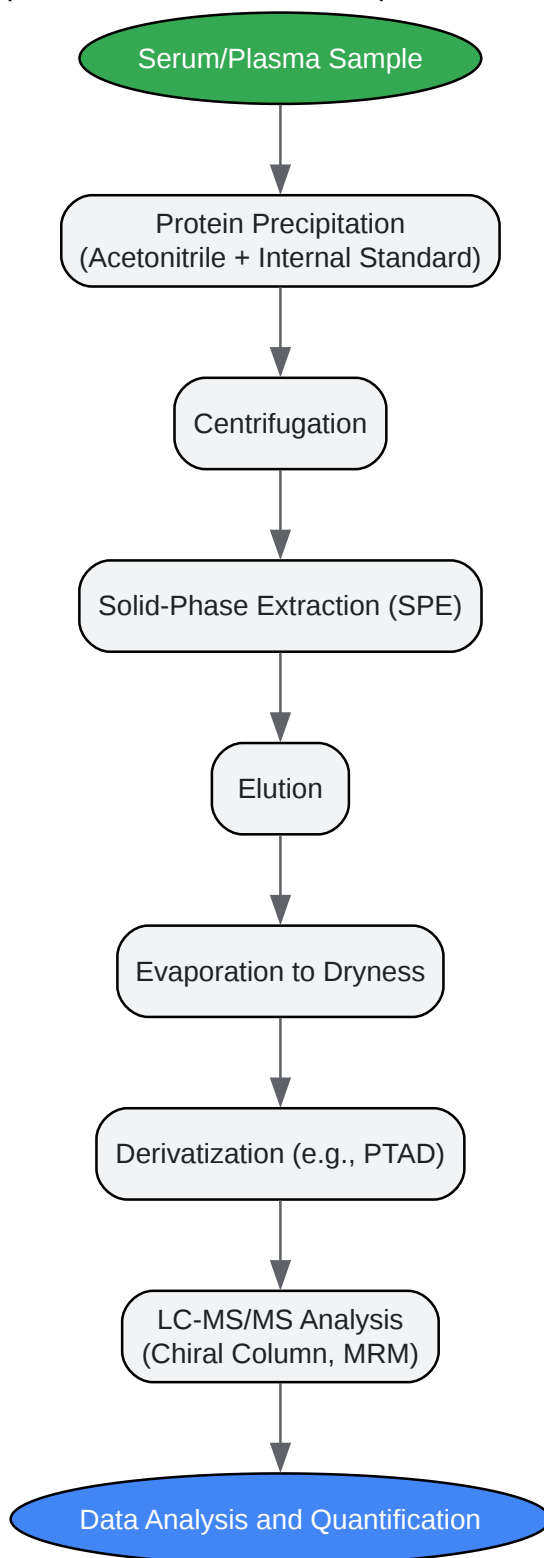 Serum/Plasma Sample
Protein Precipitation
(Acetonitrile + Internal Standard)
Centrifugation
Solid-Phase Extraction (SPE)
Elution
Evaporation to Dryness
Derivatization (e.g., PTAD)
LC-MS/MS Analysis
(Chiral Column, MRM)
Data Analysis and Quantification